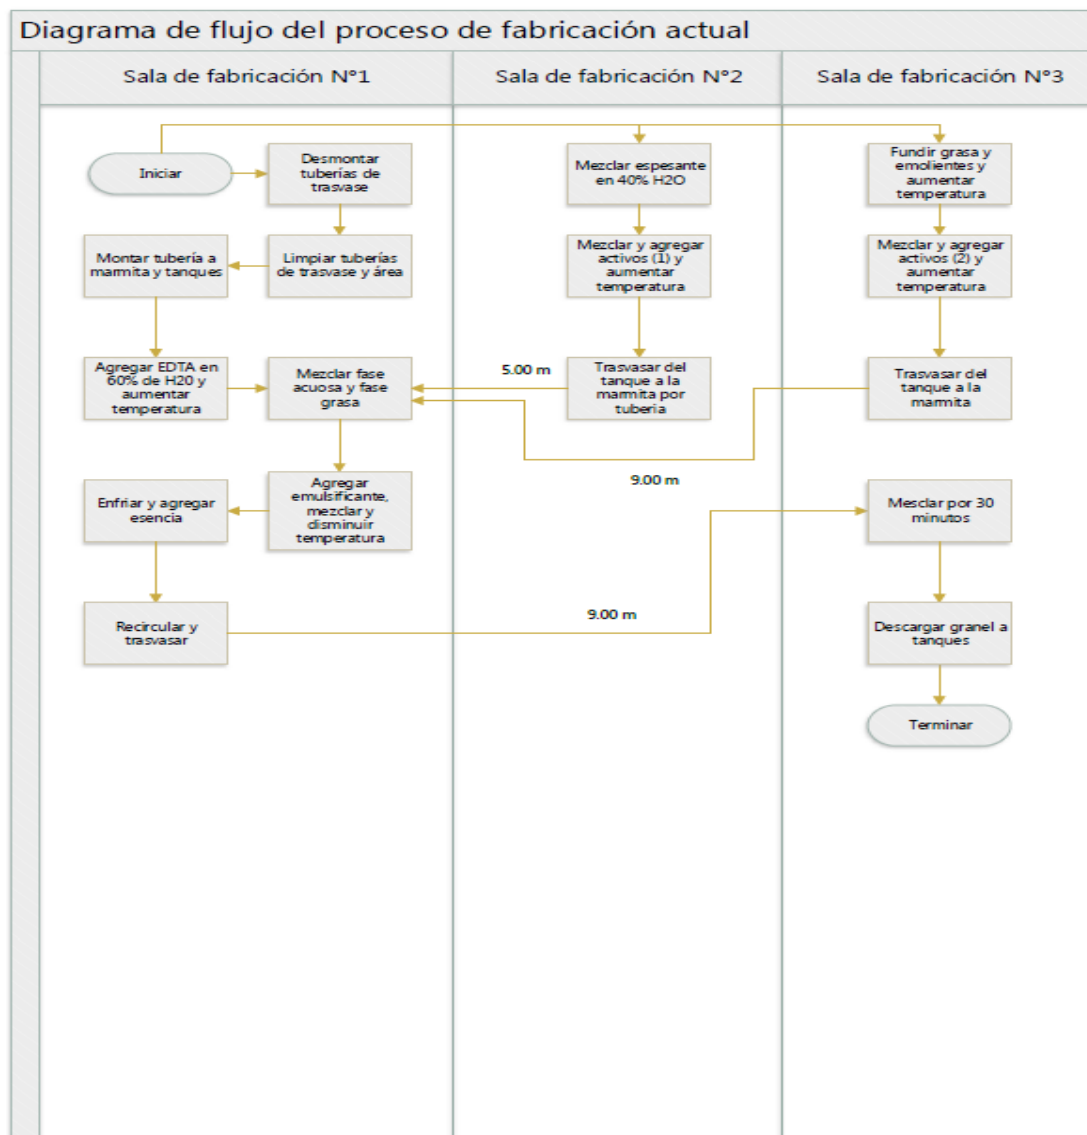 Diagrama de flujo del proceso de fabricación actual
Sala de fabricación N°1
Sala de fabricación N°2
Sala de fabricación N°3
Iniciar
Desmontar
tuberías de
trasvase
Mezclar espesante
en 40% H2O
Fundir grasa y
emolientes y
aumentar
temperatura
Montar tubería a
marmita y tanques
Limpiar tuberías
de trasvase y área
Mezclar y agregar
activos (1) y
aumentar
temperatura
Mezclar y agregar
activos (2) y
aumentar
temperatura
Agregar EDTA en
60% de H20 y
aumentar
temperatura
Mezclar fase
acuosa y fase
grasa
5.00 m
Trasvasar del
tanque a la
marmita por
tuberia
Trasvasar del
tanque a la
marmita
9.00 m
Enfriar y agregar
esencia
Agregar
emulsificante,
mezclar y
disminuir
temperatura
Mesclar por 30
minutos
Recircular y
trasvasar
9.00 m
Descargar granel a
tanques
Terminar